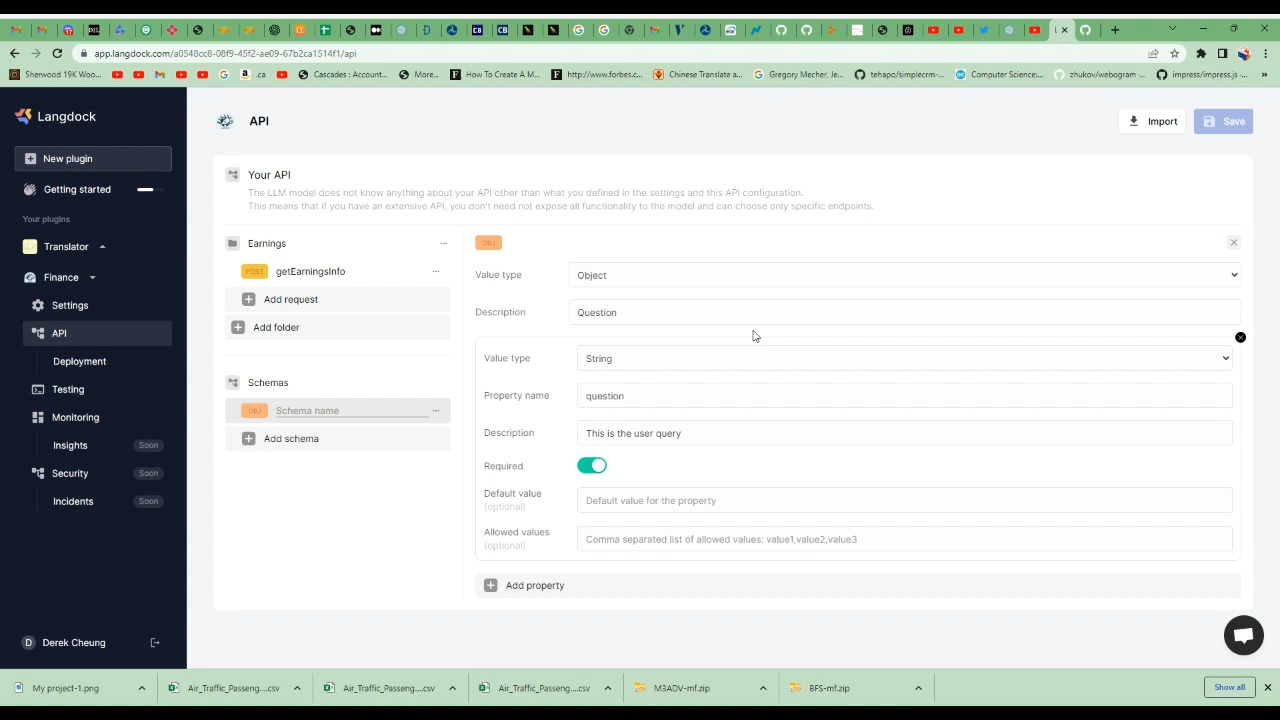 app.langdock.com/a0548cc8-08f9-45f2-ae09-67b2ca1514f1/api
Sherwood 19K Woo...
.ca
Cascades : Account...
More...
How To Create A M...
http://www.forbes.c...
Chinese Translate a...
Gregory Mecher, Je...
tehapo/simplecrm-...
Computer Science:...
zhukov/webogram -...
impress/impress.js -...
»
Langdock
New plugin
Getting started
Your plugins
Translator
Finance
Settings
API
Deployment
Testing
Monitoring
Insights Soon
Security Soon
Incidents Soon
D Derek Cheung
API
Import
Save
Your API
The LLM model does not know anything about your API other than what you defined in the settings and this API configuration.
This means that if you have an extensive API, you don't need not expose all functionality to the model and can choose only specific endpoints.
Earnings
POST getEarningsInfo
Add request
Add folder
Schemas
OBJ Schema name
Add schema
OBJ
Value type Object
Description Question
Value type String
Property name question
Description This is the user query
Required
Default value
(optional)
Default value for the property
Allowed values
(optional)
Comma separated list of allowed values: value1,value2,value3
Add property
My project-1.png
Air_Traffic_Passeng....csv
Air_Traffic_Passeng....csv
Air_Traffic_Passeng....csv
M3ADV-mf.zip
BFS-mf.zip
Show all